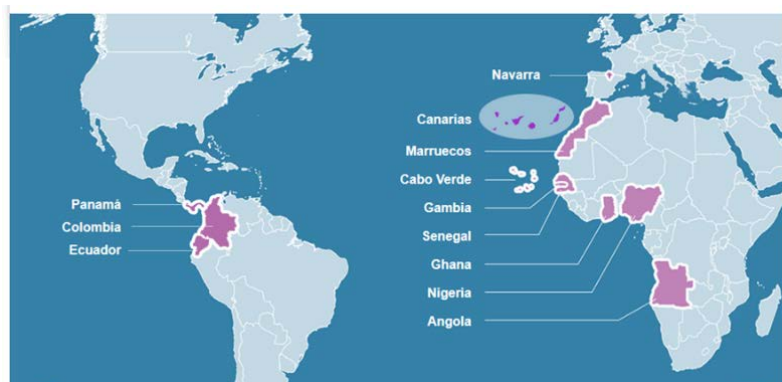 Panamá
Colombia
Ecuador
Navarra
Canarias
Marruecos
Cabo Verde
Gambia
Senegal
Ghana
Nigeria
Angola